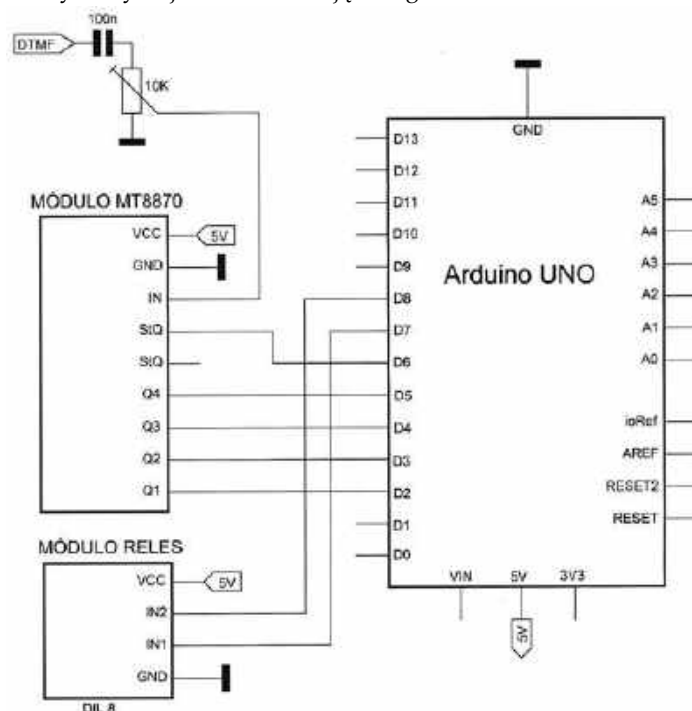 100n
DTMF
10K
GND
D13
D12
D11
D10
D9
D8
D7
D6
D5
D4
D3
D2
D1
D0
Arduino UNO
A5
A4
A3
A2
A1
A0
ioRef
AREF
RESET2
RESET
VIN
5V
3V3
5V
MÓDULO MT8870
VCC
5V
GND
IN
StQ
StQ
Q4
Q3
Q2
Q1
MÓDULO RELES
VCC
5V
IN2
IN1
GND
DIL 8